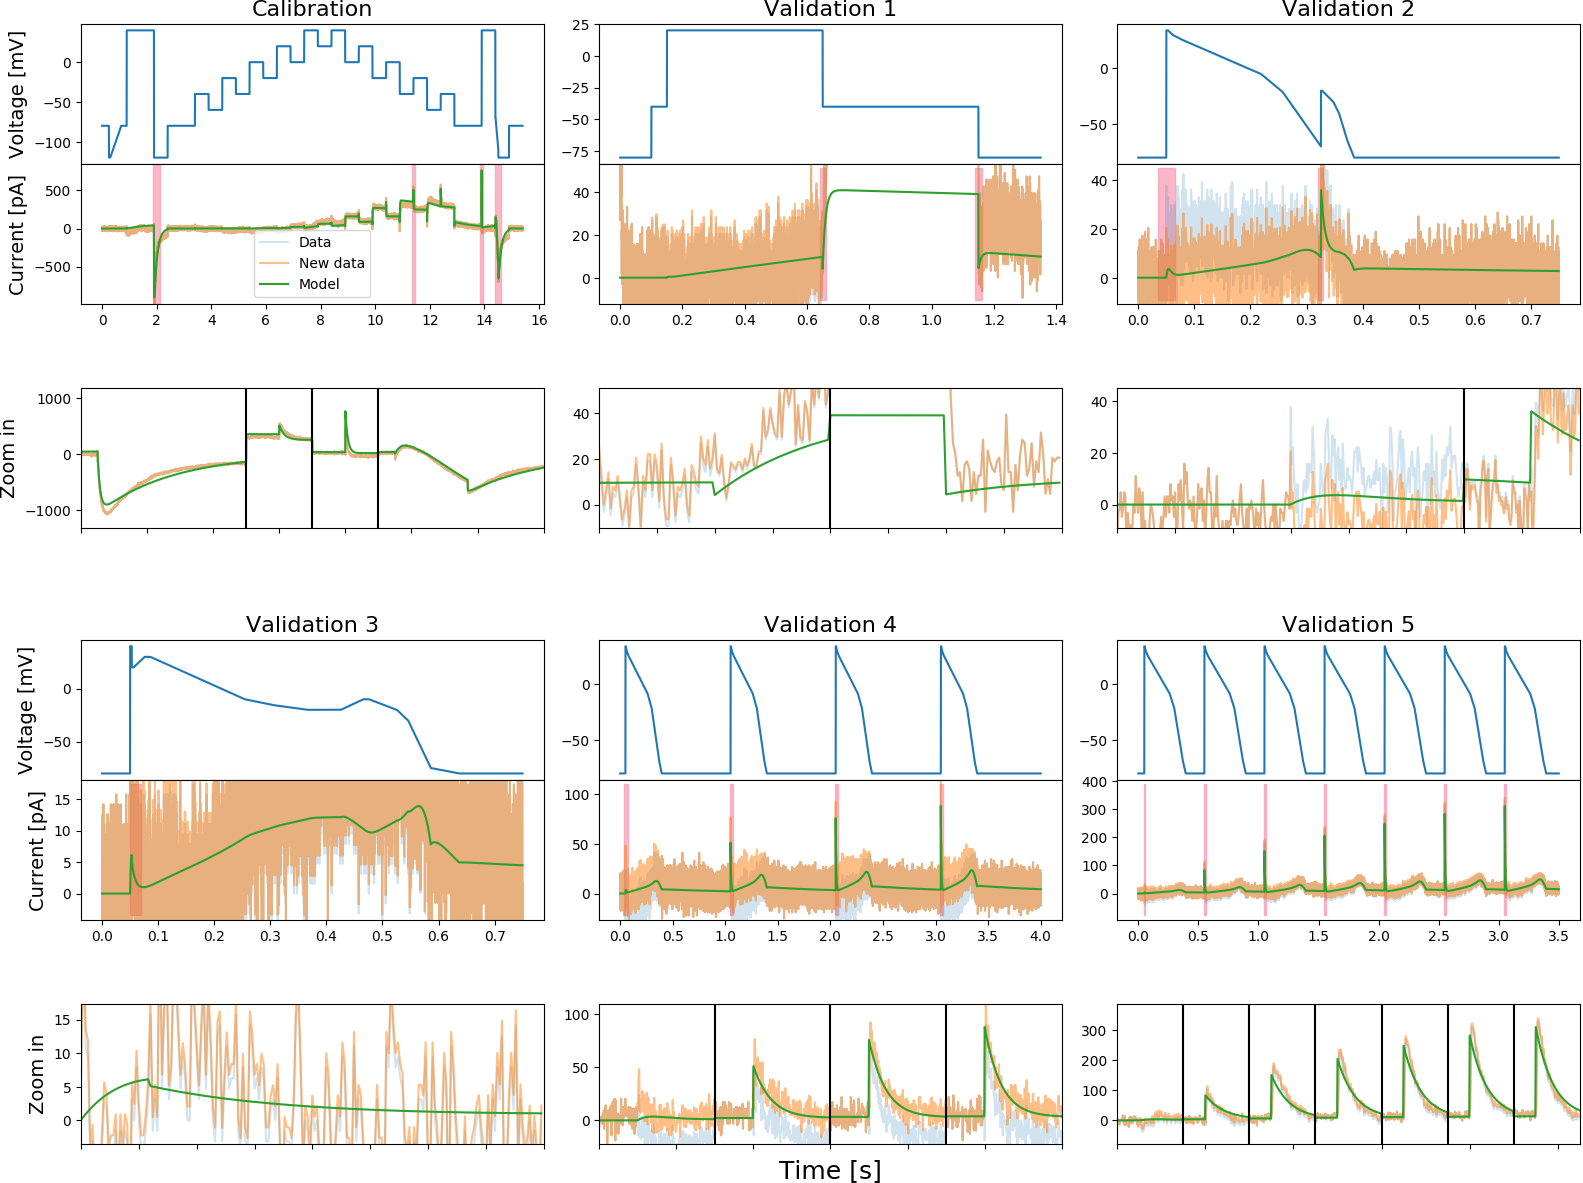 Calibration
Validation 1
Validation 2
Voltage [mV]
0
−50
−100
25
0
−25
−50
−75
0
−50
Current [pA]
500
0
−500
Data
New data
Model
0 2 4 6 8 10 12 14 16
40
20
0
0.0 0.2 0.4 0.6 0.8 1.0 1.2 1.4
40
20
0
0.0 0.1 0.2 0.3 0.4 0.5 0.6 0.7
Zoom in
1000
0
−1000
40
20
0
40
20
0
Validation 3
Validation 4
Validation 5
Voltage [mV]
0
−50
0
−50
0
−50
Current [pA]
15
10
5
0
0.0 0.1 0.2 0.3 0.4 0.5 0.6 0.7
100
50
0
0.0 0.5 1.0 1.5 2.0 2.5 3.0 3.5 4.0
400
300
200
100
0
0.0 0.5 1.0 1.5 2.0 2.5 3.0 3.5
Zoom in
15
10
5
0
100
50
0
300
200
100
0
Time [s]